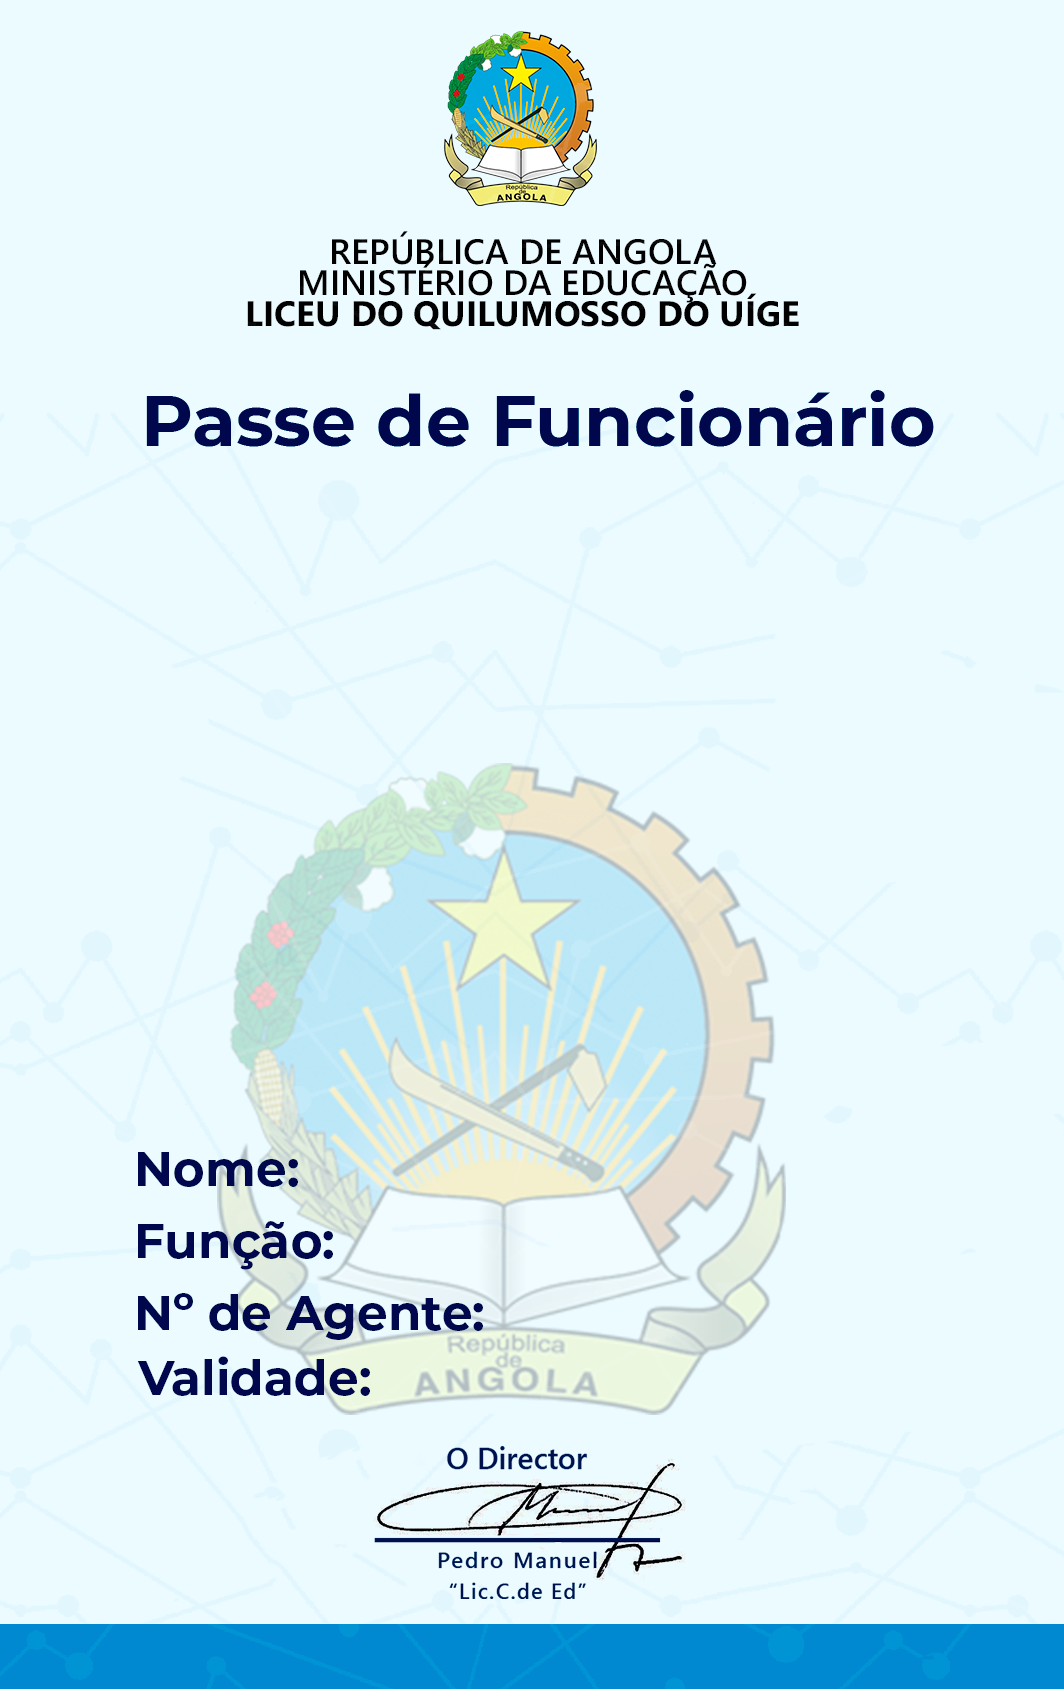 República
de
ANGOLA
REPÚBLICA DE ANGOLA
MINISTÉRIO DA EDUCAÇÃO
LICEU DO QUILUMOSSO DO UÍGE
Passe de Funcionário
Nome:
Função:
Nº de Agente:
República
de
ANGOLA
Validade:
O Director
Pedro Manuel
“Lic.C.de Ed”